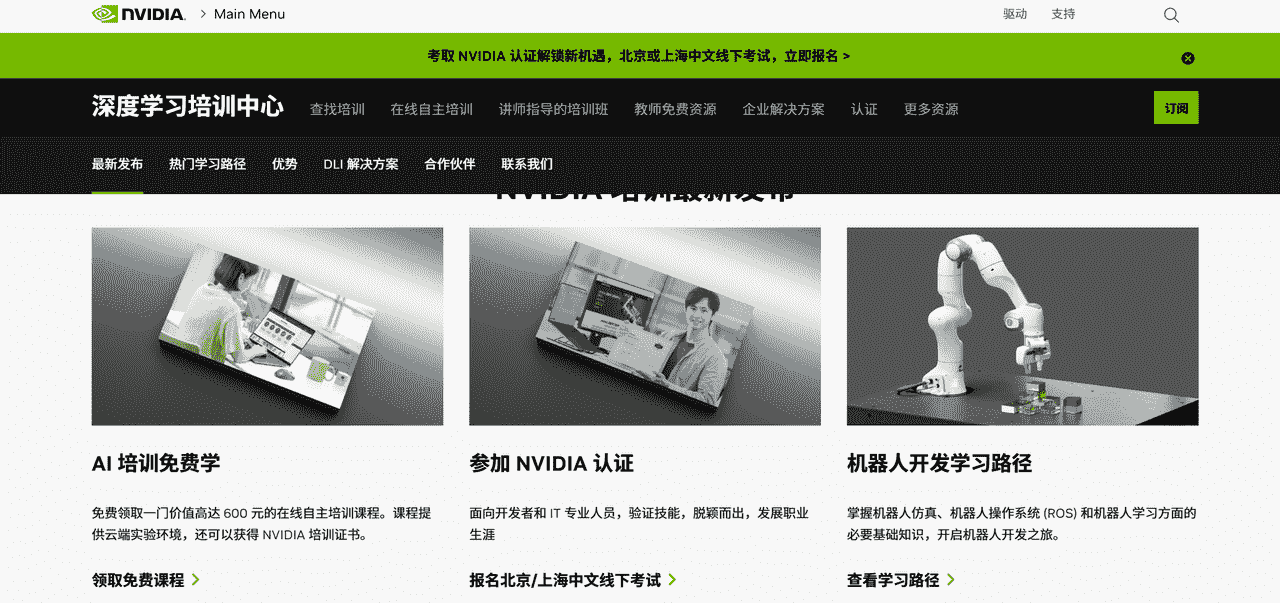 NVIDIA. Main Menu 驱动 支持
考取 NVIDIA 认证解锁新机遇，北京或上海中文线下考试，立即报名 >
深度学习培训中心 查找培训 在线自主培训 讲师指导的培训班 教师免费资源 企业解决方案 认证 更多资源 订阅
最新发布 热门学习路径 优势 DLI 解决方案 合作伙伴 联系我们
NVIDIA 培训最新发布
AI 培训免费学
免费领取一门价值高达 600 元的在线自主培训课程。课程提
供云端实验环境，还可以获得 NVIDIA 培训证书。
领取免费课程
参加 NVIDIA 认证
面向开发者和 IT 专业人员，验证技能，脱颖而出，发展职业
生涯
报名北京/上海中文线下考试
机器人开发学习路径
掌握机器人仿真、机器人操作系统 (ROS) 和机器人学习方面的
必要基础知识，开启机器人开发之旅。
查看学习路径